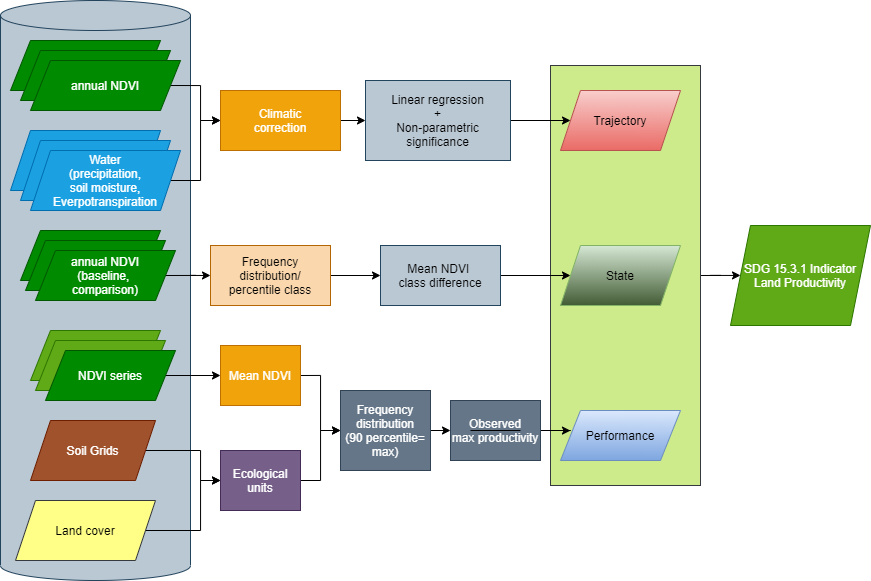 annual NDVI
Water
(precipitation,
soil moisture,
Everpotranspiration
Climatic
correction
Linear regression
+
Non-parametric
significance
Trajectory
annual NDVI
(baseline,
comparison)
Frequency
distribution/
percentile class
Mean NDVI
class difference
State
SDG 15.3.1 Indicator
Land Productivity
NDVI series
Mean NDVI
Soil Grids
Land cover
Ecological
units
Frequency
distribution
(90 percentile=
max)
Observed
max productivity
Performance